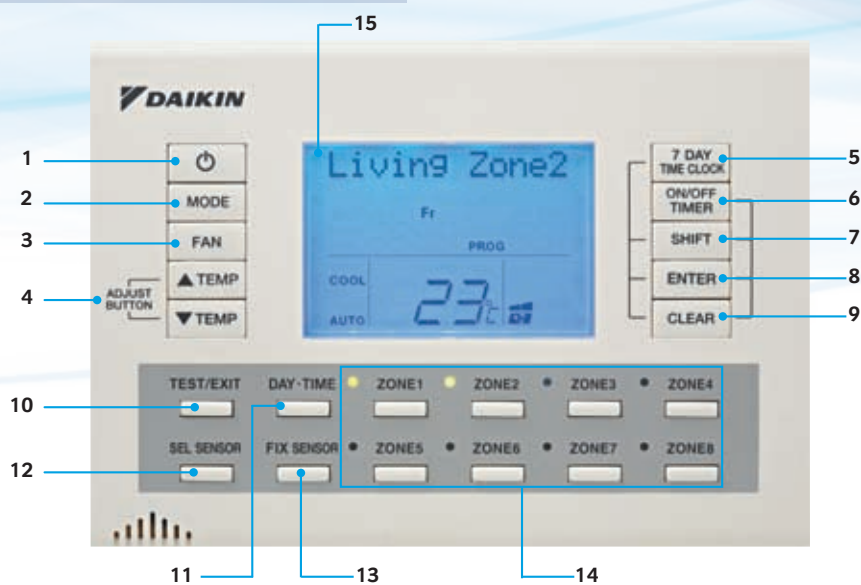 15
DAIKIN
1
2
MODE
3
FAN
4
ADJUST
BUTTON
▲ TEMP
▼ TEMP
Living Zone2
Fr
PROG
COOL
AUTO
23°C
7 DAY
TIME CLOCK
5
ON/OFF
TIMER
6
SHIFT
7
ENTER
8
CLEAR
9
TEST/EXIT DAY·TIME ZONE1 ZONE2 ZONE3 ZONE4
10
SEL SENSOR FIX SENSOR ZONE5 ZONE6 ZONE7 ZONE8
12
11
13
14